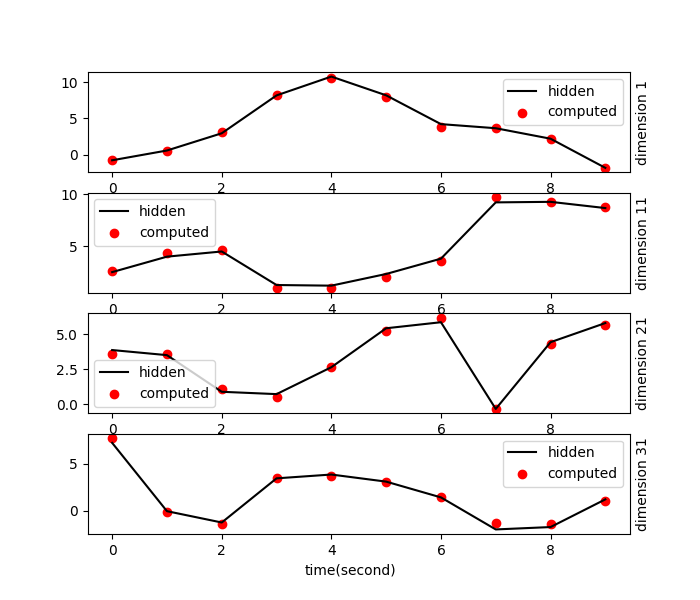 10
5
0
hidden
computed
dimension 1
0 2 4 6 8
10
5
hidden
computed
dimension 11
0 2 4 6 8
5.0
2.5
0.0
hidden
computed
dimension 21
0 2 4 6 8
5
0
hidden
computed
dimension 31
0 2 4 6 8
time(second)